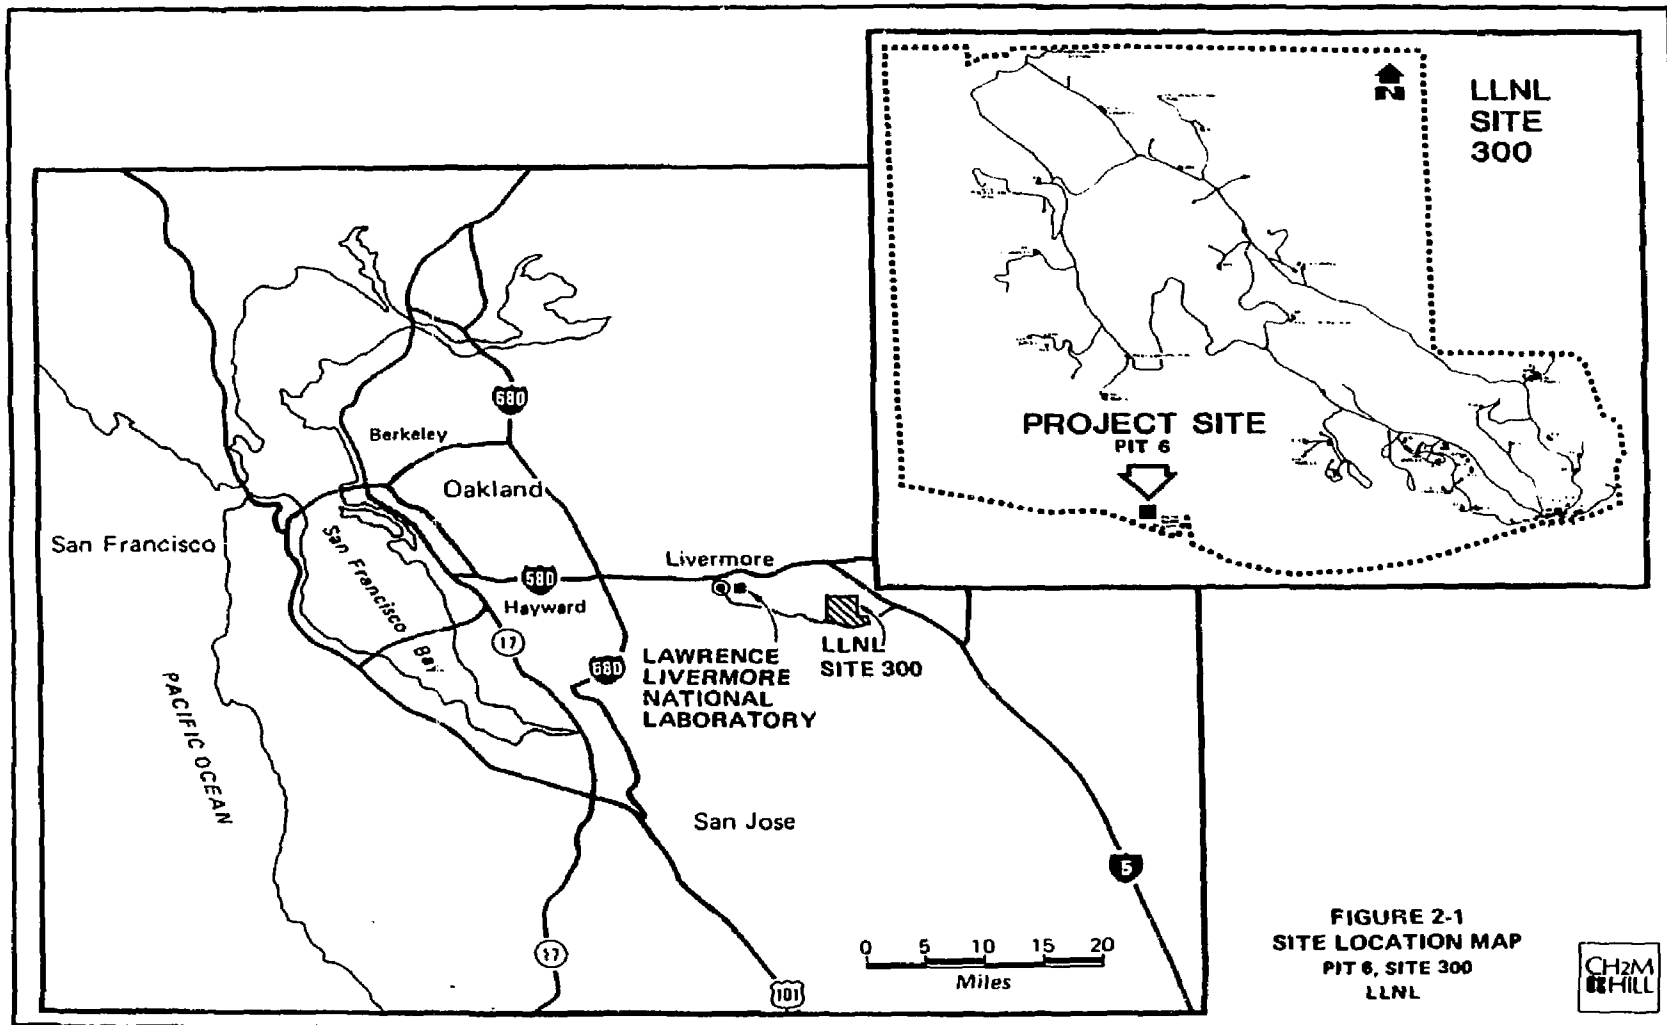 N
LLNL
SITE
300
PROJECT SITE
PIT 6
680
Berkeley
Oakland
San Francisco
San Francisco
Bay
580
Hayward
Livermore
17
680
LAWRENCE
LIVERMORE
NATIONAL
LABORATORY
LLNL
SITE 300
PACIFIC OCEAN
San Jose
5
17
101
0 5 10 15 20
Miles
FIGURE 2-1
SITE LOCATION MAP
PIT 6, SITE 300
LLNL
CH2M
HILL